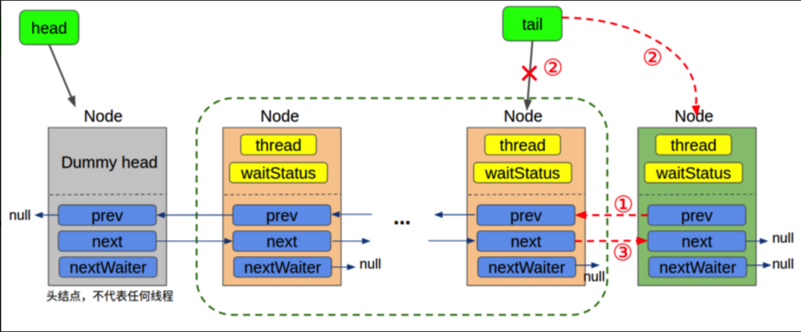 head
tail
②
②
Node
Node
Node
Node
Dummy head
thread
thread
thread
waitStatus
waitStatus
waitStatus
null
prev
prev
...
prev
①
prev
next
next
next
③
next
null
nextWaiter
nextWaiter
null
nextWaiter
null
nextWaiter
null
头结点，不代表任何线程